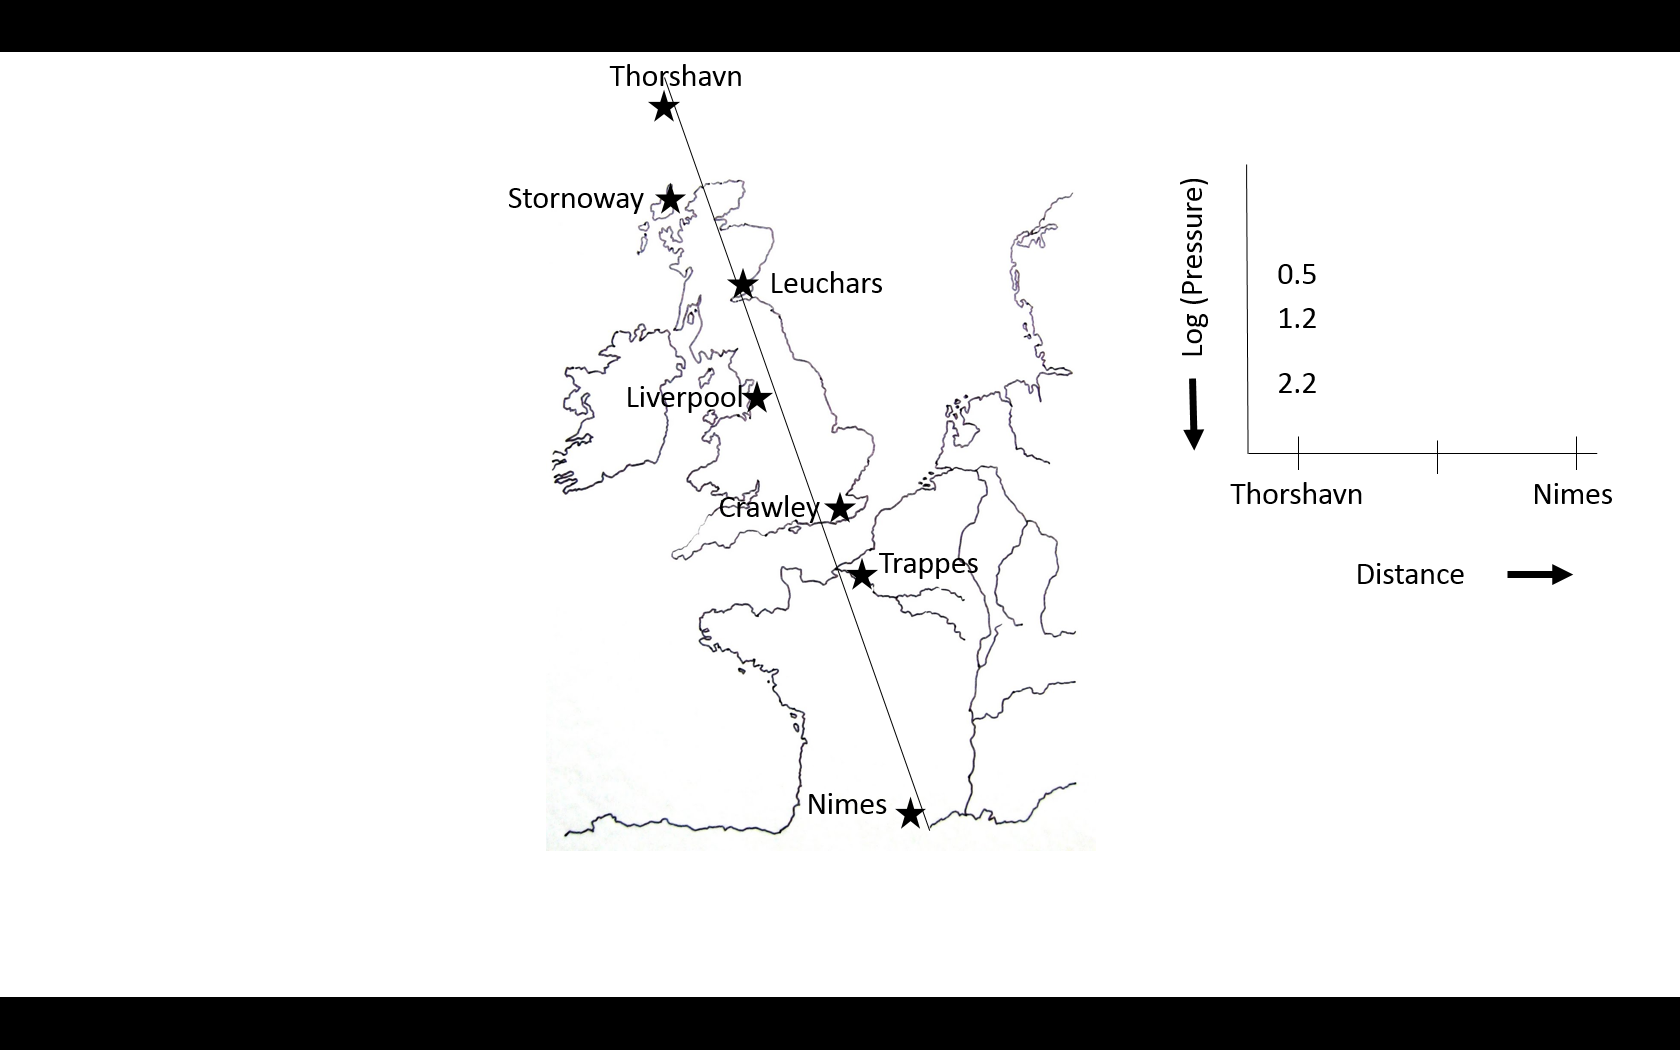 Thorshavn
Stornoway
Leuchars
Liverpool
Crawley
Trappes
Nimes
Log (Pressure)
0.5
1.2
2.2
Thorshavn
Nimes
Distance